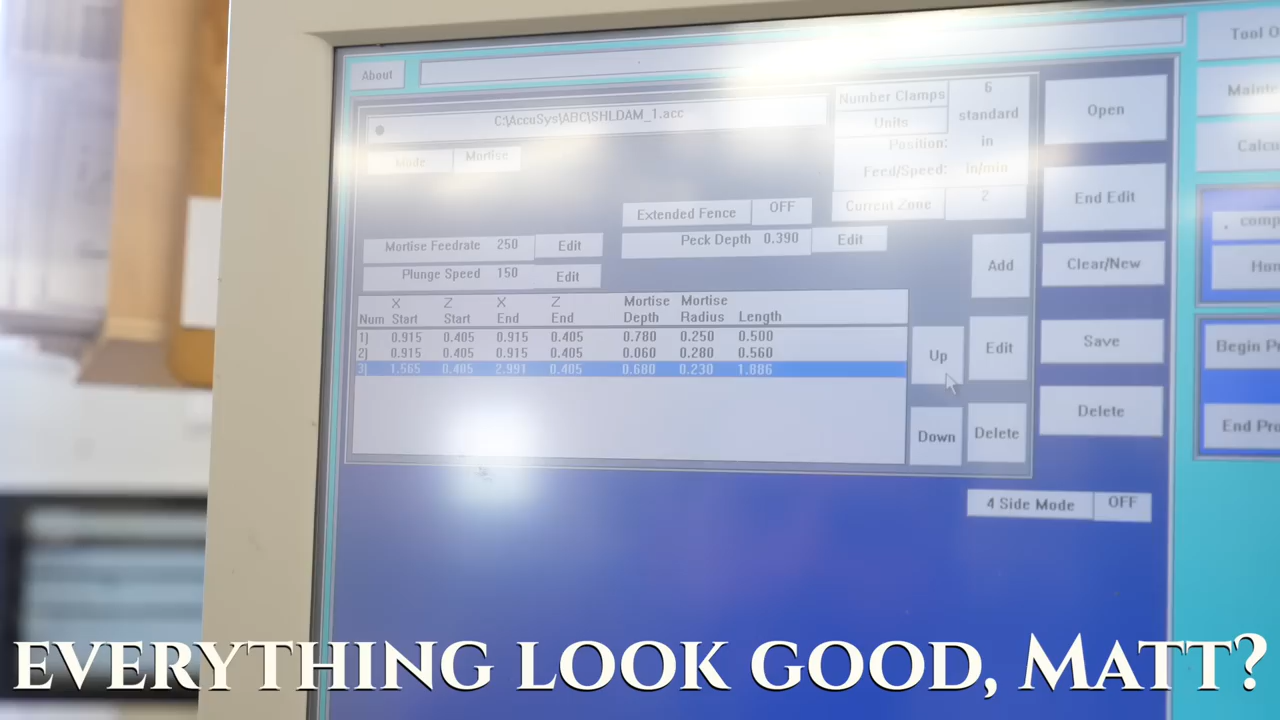 About
C:\AccuSys\ABC\SHLDAM_1.acc
Mode Mortise
Number Clamps 6
Units standard
Position: in
Feed/Speed: in/min
Current Zone 2
Extended Fence OFF
Mortise Feedrate 250 Edit
Peck Depth 0.390 Edit
Plunge Speed 150 Edit
Num X Start Z Start X End Z End Mortise Depth Mortise Radius Length
1) 0.915 0.405 0.915 0.405 0.780 0.250 0.500
2) 0.915 0.405 0.915 0.405 0.060 0.280 0.560
3) 1.565 0.405 2.991 0.405 0.680 0.230 1.886
Add
Up
Edit
Down
Delete
Open
End Edit
Clear/New
Save
Delete
4 Side Mode OFF
Tool
Begin
End
EVERYTHING LOOK GOOD, MATT?